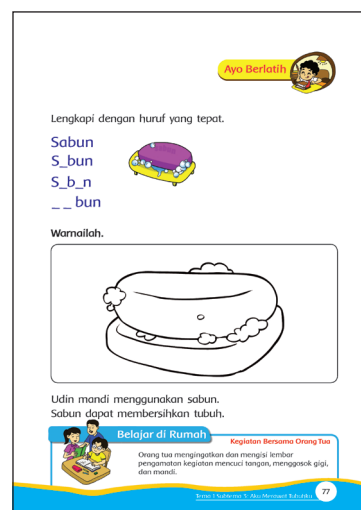 Ayo Berlatih
Lengkapi dengan huruf yang tepat.
Sabun
S_bun
S_b_n
_ _ bun
Warnailah.
Udin mandi menggunakan sabun.
Sabun dapat membersihkan tubuh.
Belajar di Rumah
Kegiatan Bersama Orang Tua
Orang tua mengingatkan dan mengisi lembar
pengamatan kegiatan mencuci tangan, menggosok gigi,
dan mandi.
Tema 1 Subtema 3: Aku Merawat Tubuhku
77